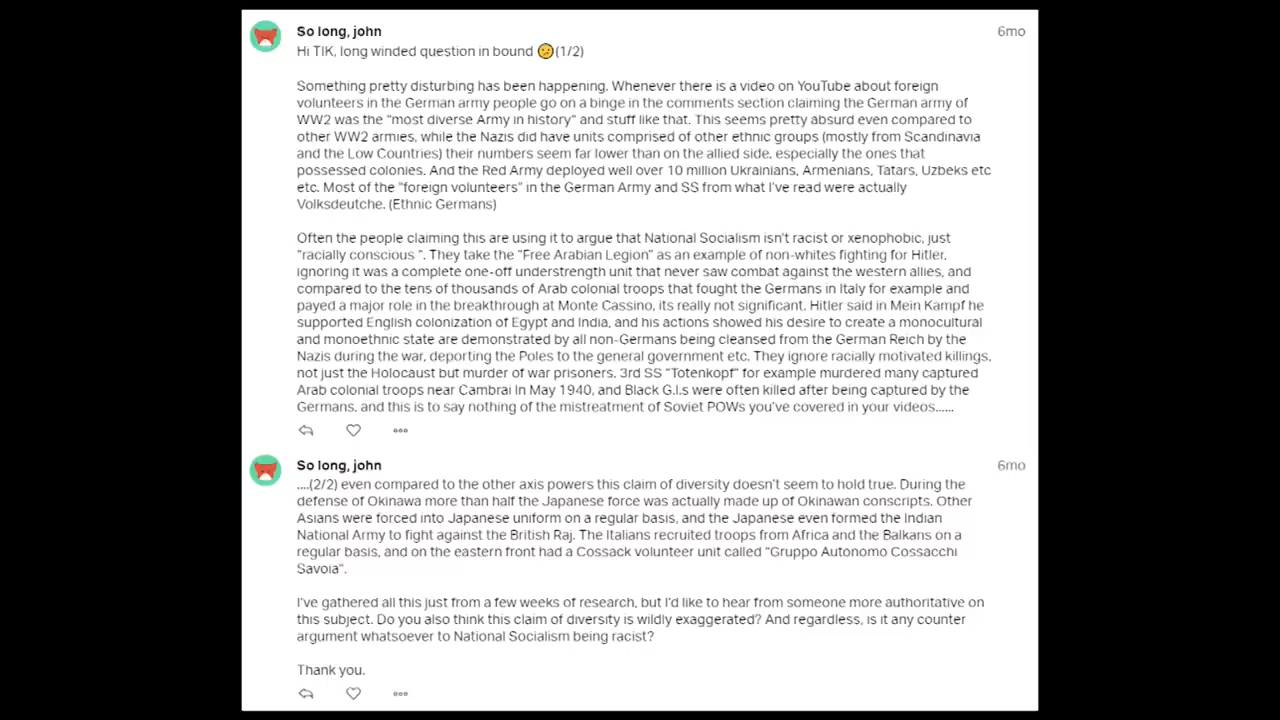 So long, john
6mo
Hi TIK, long winded question in bound 😕(1/2)
Something pretty disturbing has been happening. Whenever there is a video on YouTube about foreign
volunteers in the German army people go on a binge in the comments section claiming the German army of
WW2 was the "most diverse Army in history" and stuff like that. This seems pretty absurd even compared to
other WW2 armies, while the Nazis did have units comprised of other ethnic groups (mostly from Scandinavia
and the Low Countries) their numbers seem far lower than on the allied side, especially the ones that
possessed colonies. And the Red Army deployed well over 10 million Ukrainians, Armenians, Tatars, Uzbeks etc
etc. Most of the "foreign volunteers" in the German Army and SS from what I've read were actually
Volksdeutche. (Ethnic Germans)
Often the people claiming this are using it to argue that National Socialism isn't racist or xenophobic, just
"racially conscious ". They take the "Free Arabian Legion" as an example of non-whites fighting for Hitler,
ignoring it was a complete one-off understrength unit that never saw combat against the western allies, and
compared to the tens of thousands of Arab colonial troops that fought the Germans in Italy for example and
payed a major role in the breakthrough at Monte Cassino, its really not significant. Hitler said in Mein Kampf he
supported English colonization of Egypt and India, and his actions showed his desire to create a monocultural
and monoethnic state are demonstrated by all non-Germans being cleansed from the German Reich by the
Nazis during the war, deporting the Poles to the general government etc. They ignore racially motivated killings,
not just the Holocaust but murder of war prisoners. 3rd SS "Totenkopf" for example murdered many captured
Arab colonial troops near Cambrai In May 1940, and Black G.I.s were often killed after being captured by the
Germans, and this is to say nothing of the mistreatment of Soviet POWs you've covered in your videos......
So long, john
6mo
....(2/2) even compared to the other axis powers this claim of diversity doesn't seem to hold true. During the
defense of Okinawa more than half the Japanese force was actually made up of Okinawan conscripts. Other
Asians were forced into Japanese uniform on a regular basis, and the Japanese even formed the Indian
National Army to fight against the British Raj. The Italians recruited troops from Africa and the Balkans on a
regular basis, and on the eastern front had a Cossack volunteer unit called "Gruppo Autonomo Cossacchi
Savoia".
I've gathered all this just from a few weeks of research, but I'd like to hear from someone more authoritative on
this subject. Do you also think this claim of diversity is wildly exaggerated? And regardless, is it any counter
argument whatsoever to National Socialism being racist?
Thank you.